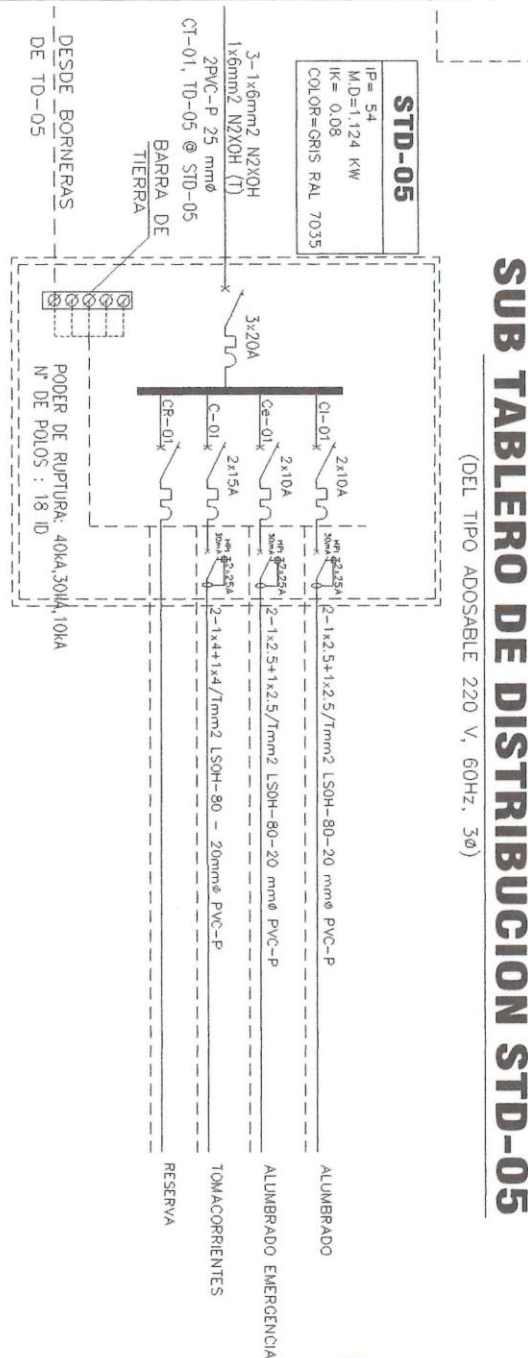 SUB TABLERO DE DISTRIBUCION STD-05
(DEL TIPO ADOSABLE 220 V, 60Hz, 3Ø)
STD-05
IP= 54
M.D=1,124 KW
IK= 0.08
COLOR=GRIS RAL 7035
3-1x6mm2 N2XOH
1x6mm2 N2XOH (T)
2PVC-P 25 mmø
CT-01, TD-05 @ STD-05
BARRA DE
TIERRA
DESDE BORNERAS
DE TD-05
3x20A
CI-01
2x10A
2x25A
30mA
2-1x2.5+1x2.5/Tmm2 LSOH-80-20 mmø PVC-P
ALUMBRADO
Ce-01
2x10A
2x25A
30mA
2-1x2.5+1x2.5/Tmm2 LSOH-80-20 mmø PVC-P
ALUMBRADO EMERGENCIA
C-01
2x15A
2x25A
30mA
2-1x4+1x4/Tmm2 LSOH-80 - 20mmø PVC-P
TOMACORRIENTES
CR-01
RESERVA
PODER DE RUPTURA: 40kA,30kA,10kA
N° DE POLOS : 18 ID